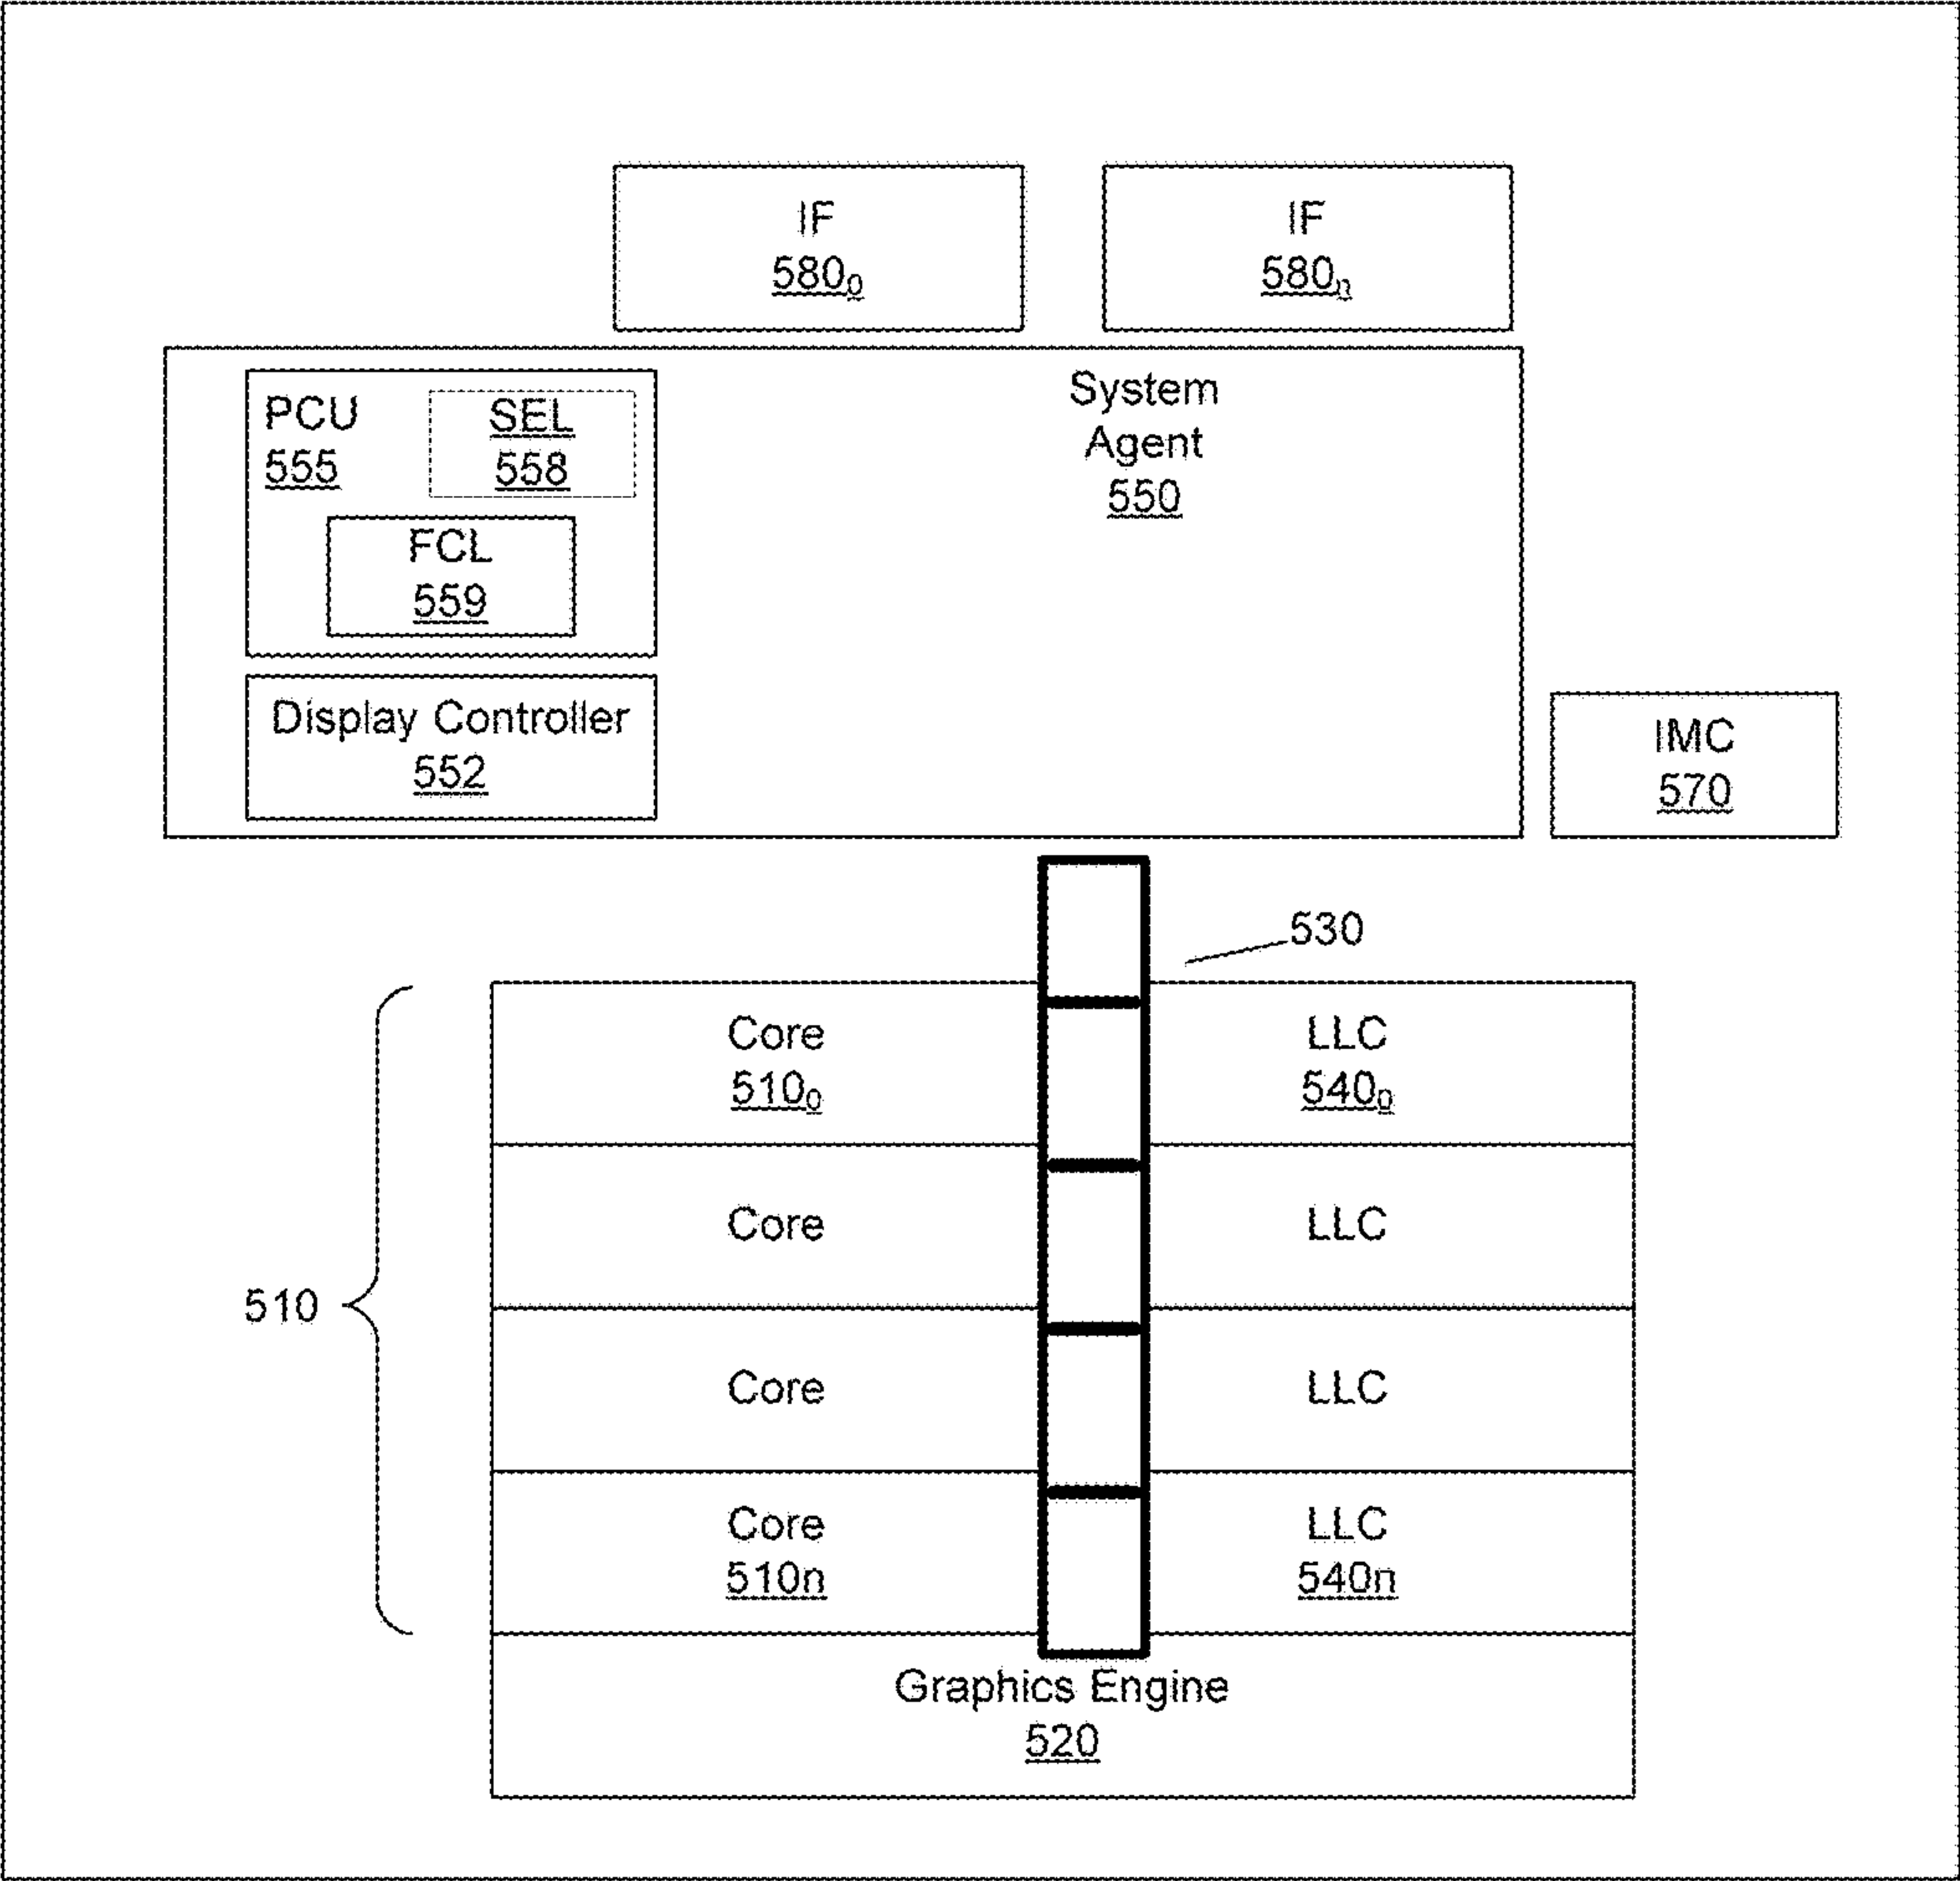 IF
580₀
IF
580ₙ
System
Agent
550
PCU
555
SEL
558
FCL
559
Display Controller
552
IMC
570
530
510
Core
510₀
LLC
540₀
Core
LLC
Core
LLC
Core
510n
LLC
540n
Graphics Engine
520